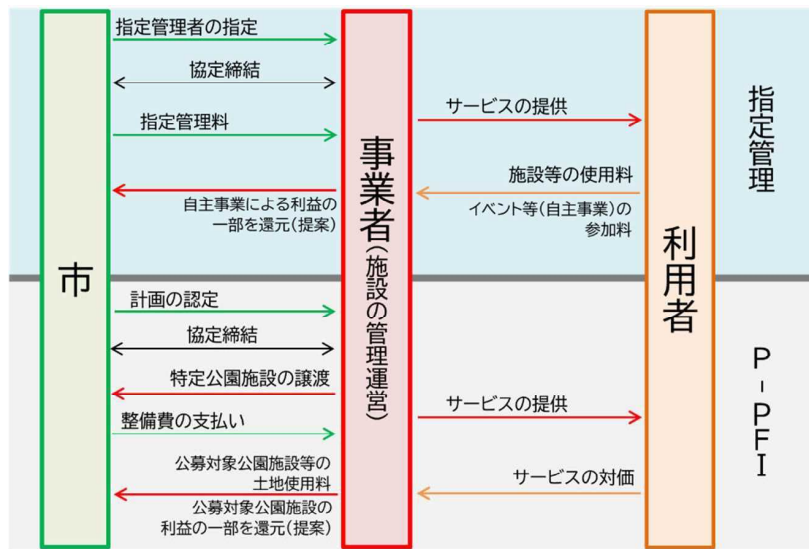 市
事業者(施設の管理運営)
利用者
指定管理
P-PFI
指定管理者の指定
協定締結
指定管理料
自主事業による利益の
一部を還元(提案)
サービスの提供
施設等の使用料
イベント等(自主事業)の
参加料
計画の認定
協定締結
特定公園施設の譲渡
整備費の支払い
公募対象公園施設等の
土地使用料
公募対象公園施設の
利益の一部を還元(提案)
サービスの提供
サービスの対価